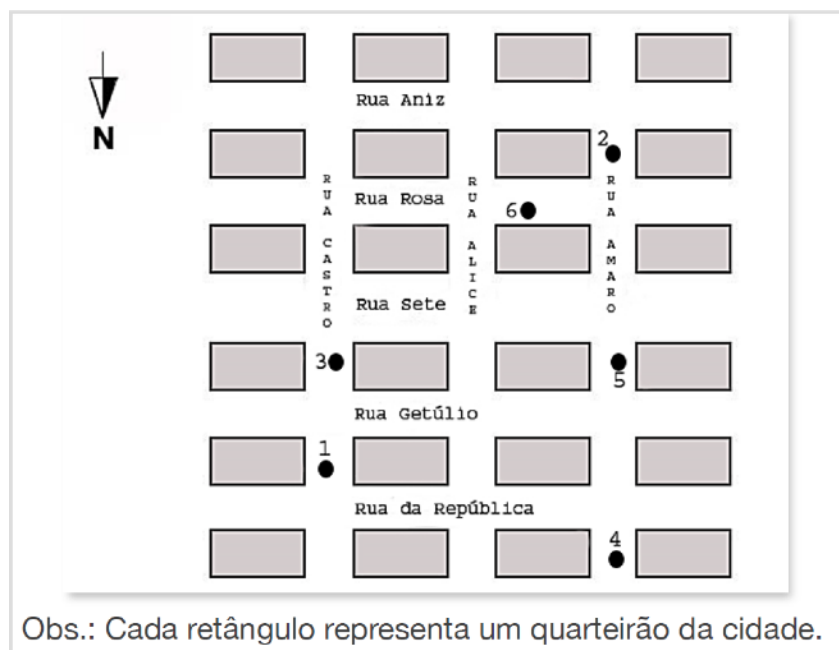 N
Rua Aniz
2
RUA CASTRO
Rua Rosa
RUA ALICE
6
RUA AMARO
Rua Sete
3
5
Rua Getúlio
1
Rua da República
4
Obs.: Cada retângulo representa um quarteirão da cidade.